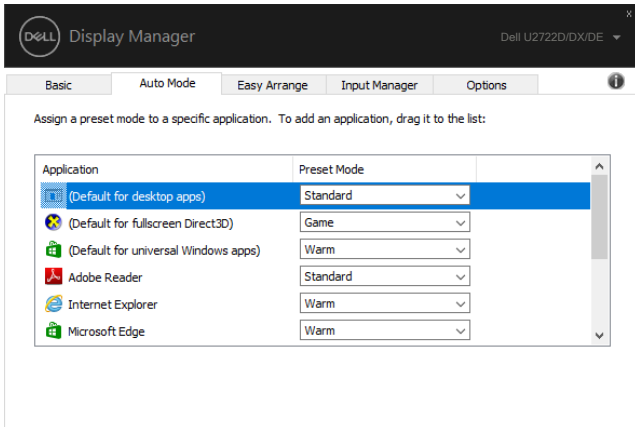 DELL Display Manager
x
Dell U2722D/DX/DE
Basic Auto Mode Easy Arrange Input Manager Options i
Assign a preset mode to a specific application. To add an application, drag it to the list:
Application Preset Mode
(Default for desktop apps) Standard
(Default for fullscreen Direct3D) Game
(Default for universal Windows apps) Warm
Adobe Reader Standard
Internet Explorer Warm
Microsoft Edge Warm